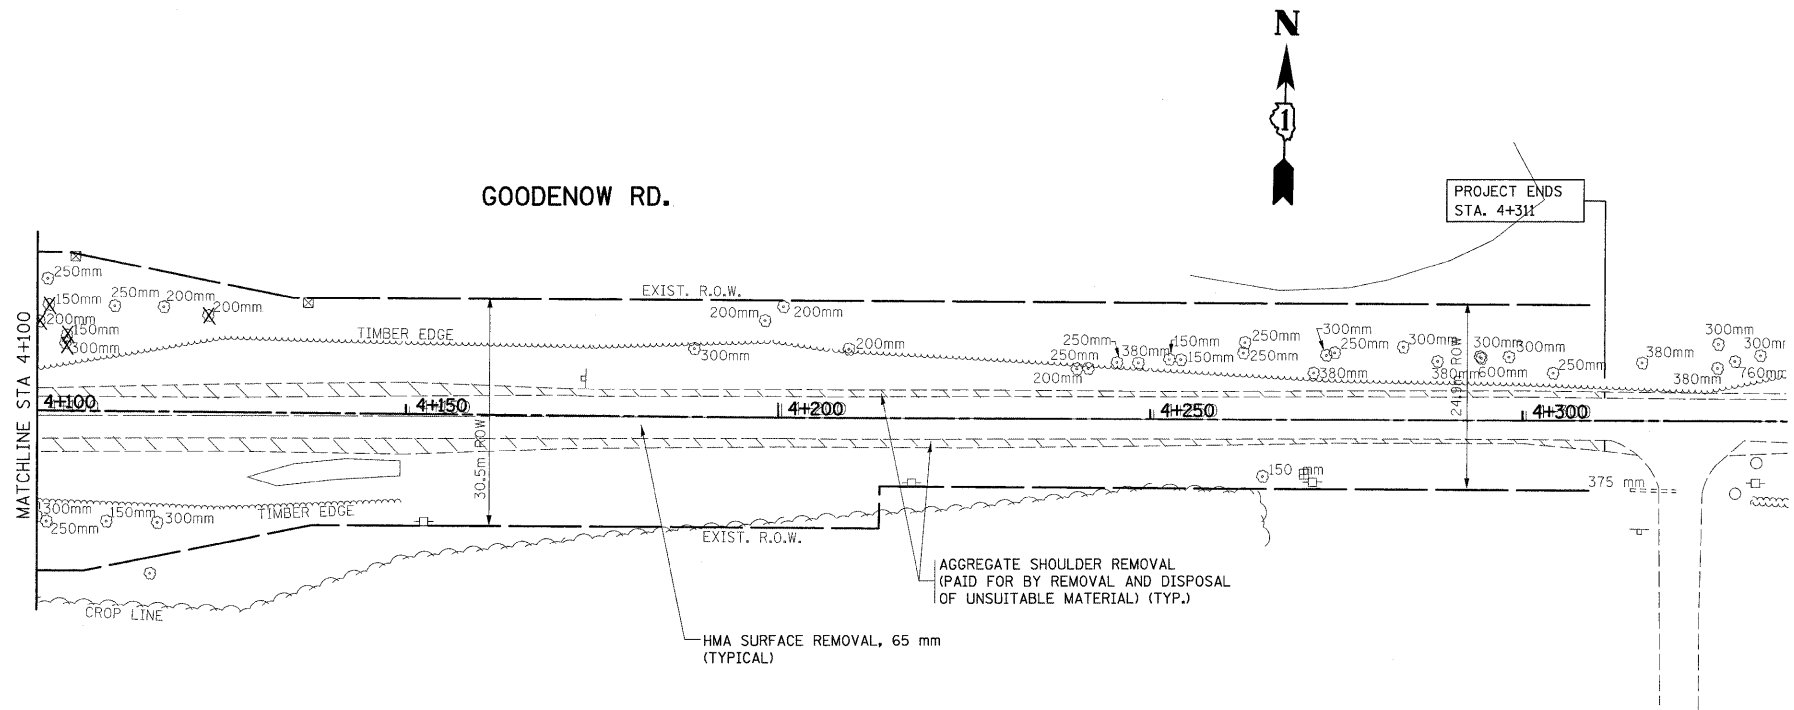 N
1
GOODENOW RD.
PROJECT ENDS
STA. 4+311
MATCHLINE STA 4+100
250mm
150mm
250mm
200mm
200mm
200mm
150mm
300mm
TIMBER EDGE
EXIST. R.O.W.
200mm
200mm
300mm
200mm
250mm
250mm
200mm
380mm
150mm
150mm
250mm
250mm
300mm
250mm
380mm
300mm
380mm
300mm
600mm
300mm
250mm
380mm
300mm
380mm
300mm
760mm
4+100
4+150
4+200
4+250
4+300
30.5m ROW
ROW
150 mm
375 mm
300mm
250mm
150mm
300mm
TIMBER EDGE
EXIST. R.O.W.
CROP LINE
AGGREGATE SHOULDER REMOVAL
(PAID FOR BY REMOVAL AND DISPOSAL
OF UNSUITABLE MATERIAL) (TYP.)
HMA SURFACE REMOVAL, 65 mm
(TYPICAL)